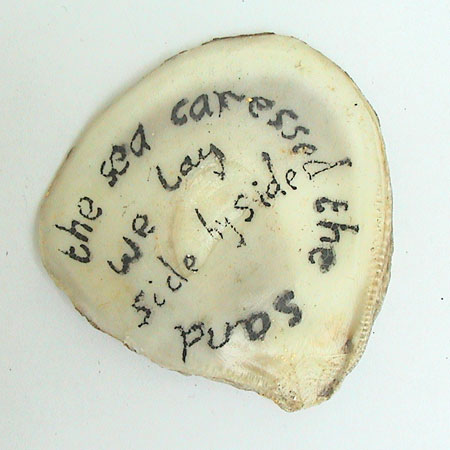 the sea caressed the sand
we lay
side by side